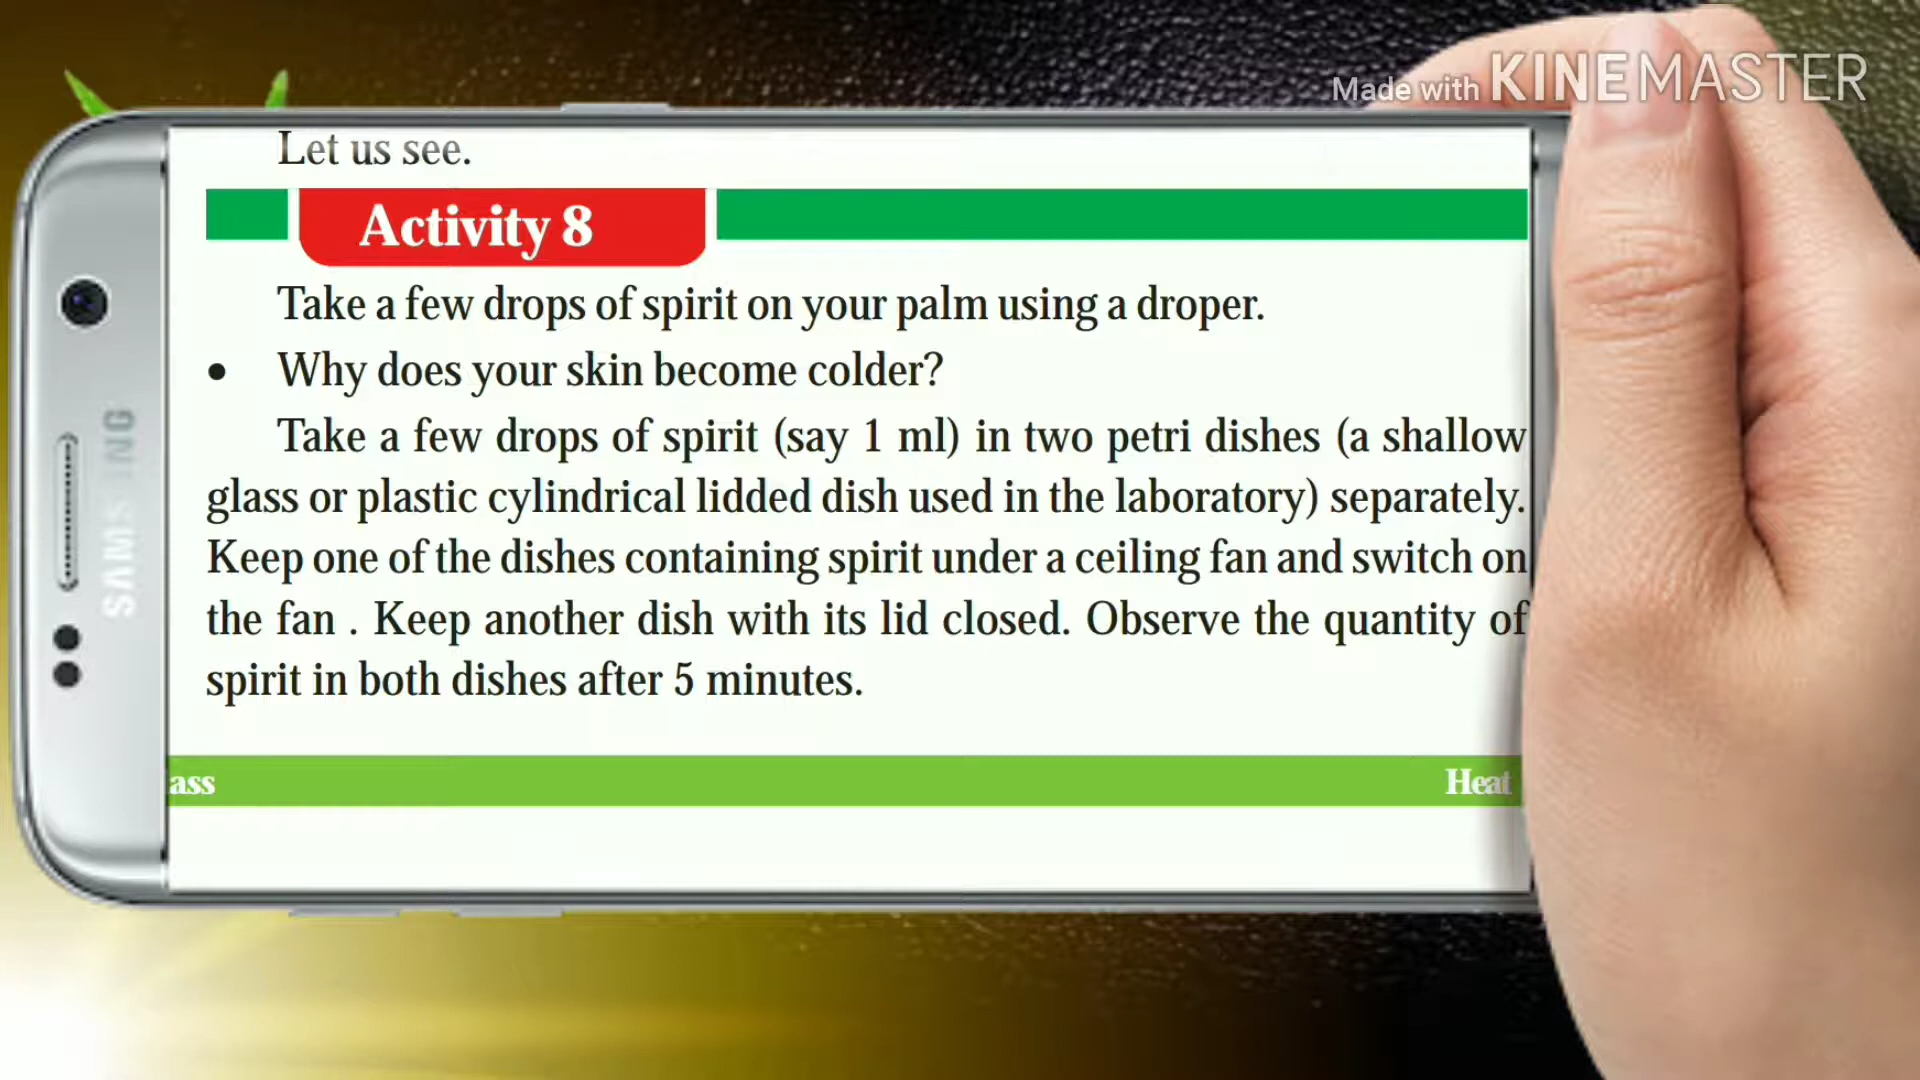 Made with KINEMASTER
Let us see.
Activity 8
Take a few drops of spirit on your palm using a droper.
• Why does your skin become colder?
Take a few drops of spirit (say 1 ml) in two petri dishes (a shallow
glass or plastic cylindrical lidded dish used in the laboratory) separately.
Keep one of the dishes containing spirit under a ceiling fan and switch on
the fan . Keep another dish with its lid closed. Observe the quantity of
spirit in both dishes after 5 minutes.
ass
Heat
SAMSUNG